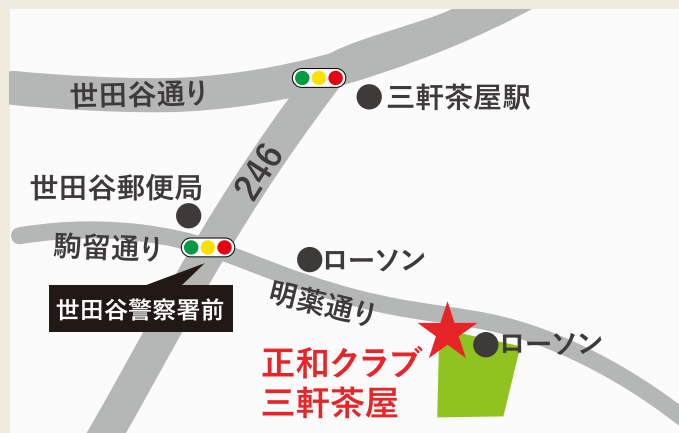 世田谷通り
三軒茶屋駅
246
世田谷郵便局
駒留通り
ローソン
世田谷警察署前
明薬通り
ローソン
正和クラブ
三軒茶屋